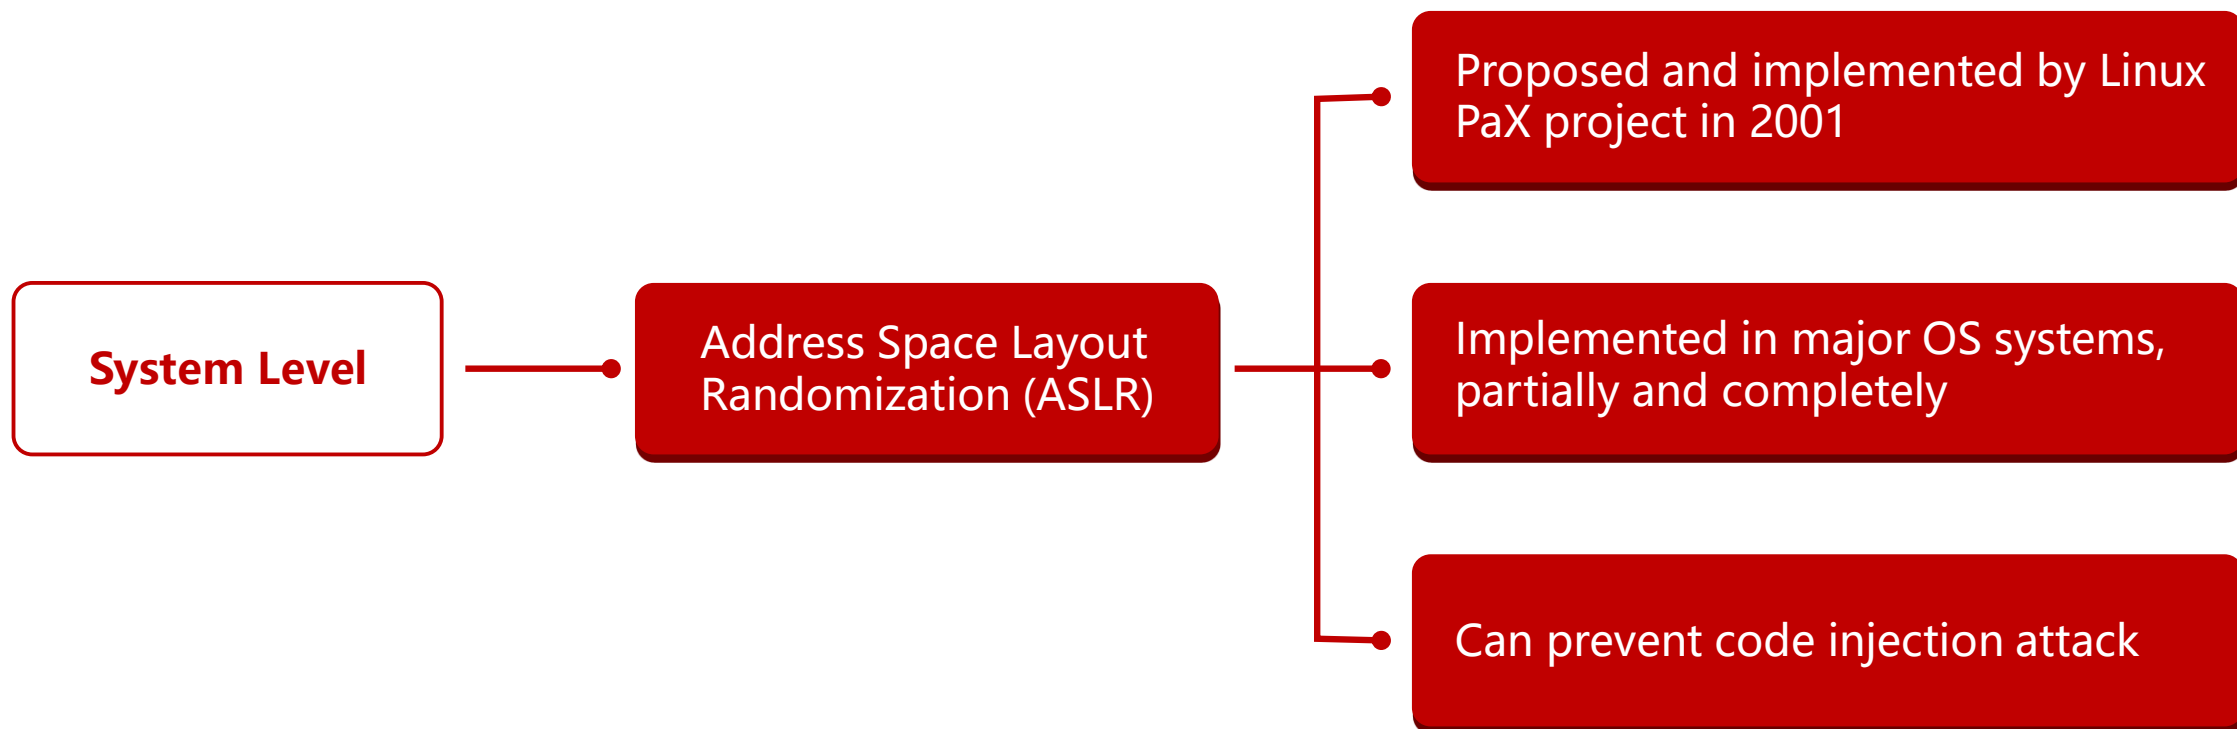 System Level
Address Space Layout
Randomization (ASLR)
Proposed and implemented by Linux
PaX project in 2001
Implemented in major OS systems,
partially and completely
Can prevent code injection attack